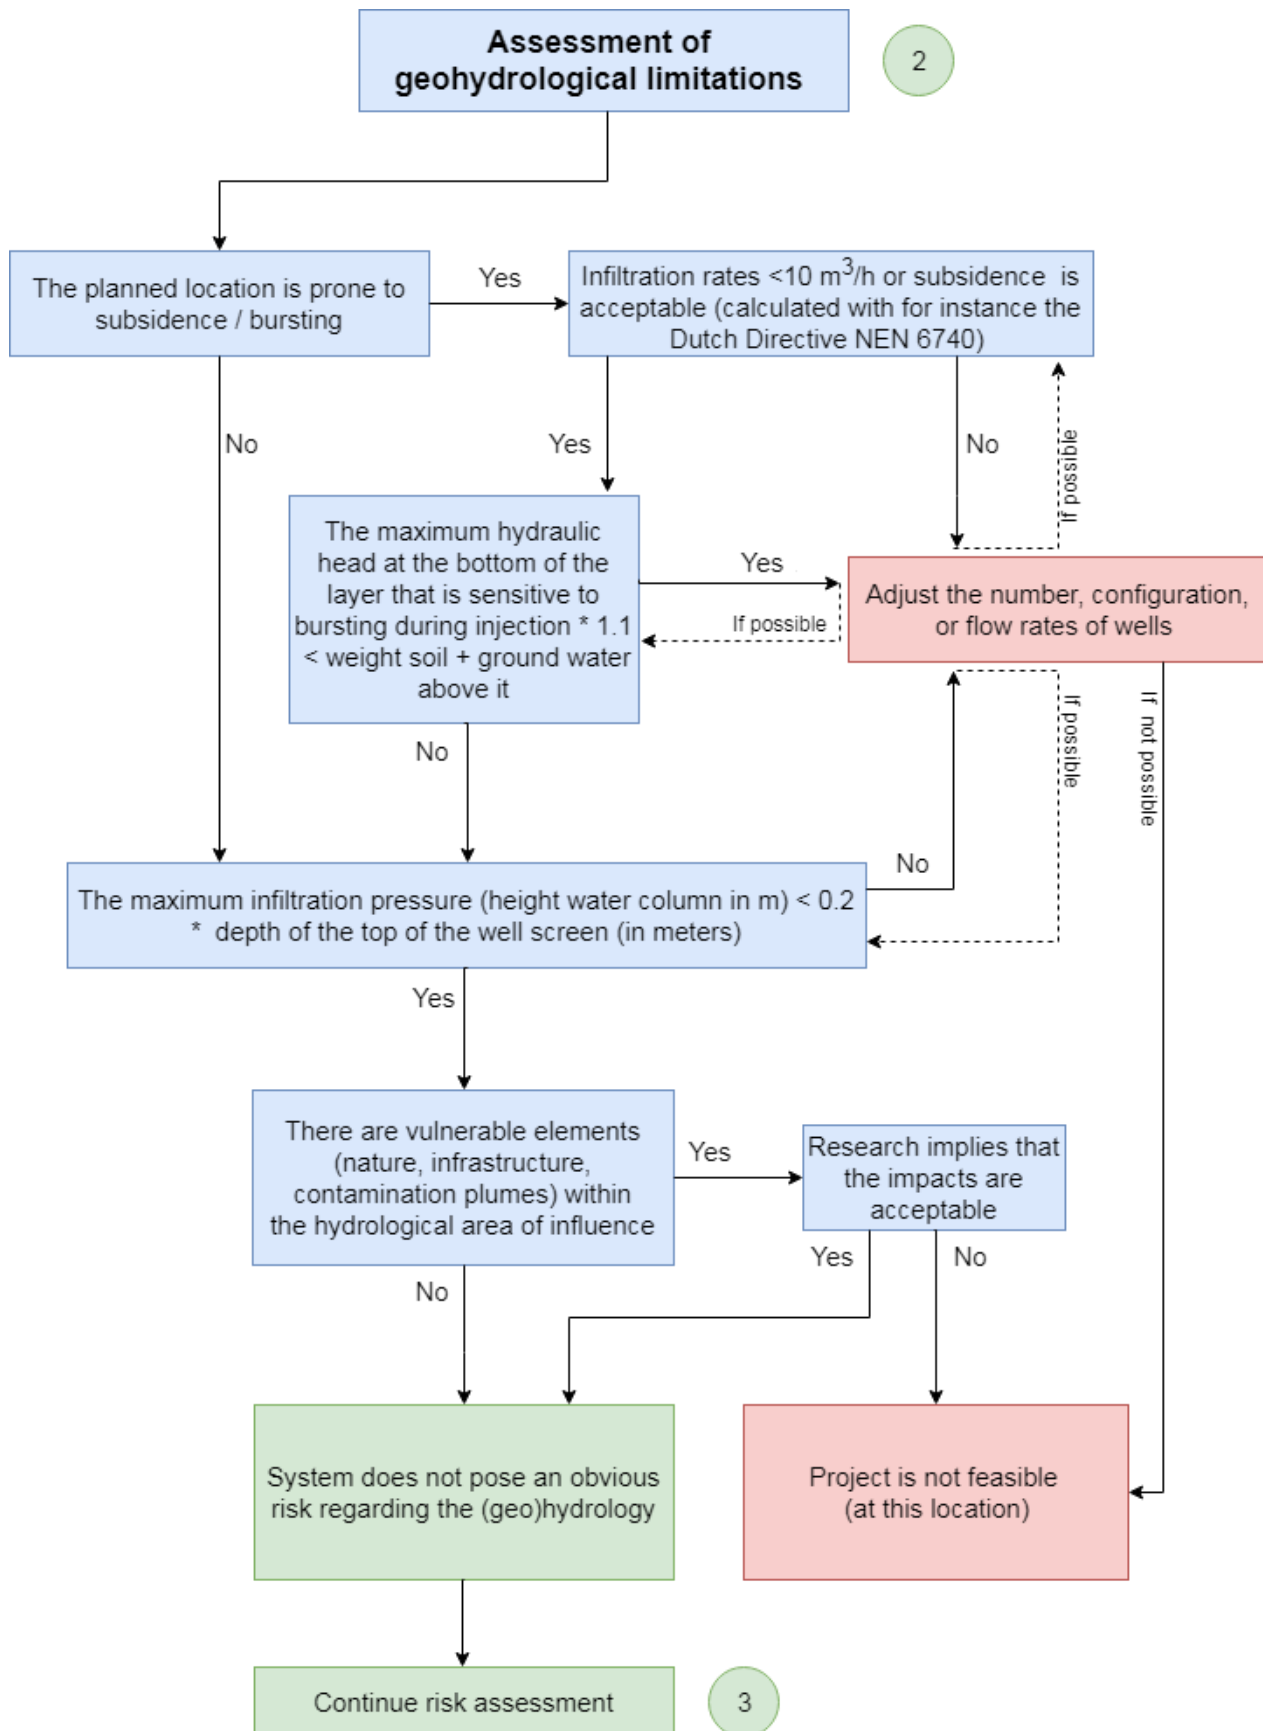 Assessment of
geohydrological limitations
2
The planned location is prone to
subsidence / bursting
Yes
Infiltration rates <10 m³/h or subsidence is
acceptable (calculated with for instance the
Dutch Directive NEN 6740)
No
Yes
No
If possible
The maximum hydraulic
head at the bottom of the
layer that is sensitive to
bursting during injection * 1.1
< weight soil + ground water
above it
Yes
If possible
Adjust the number, configuration,
or flow rates of wells
No
If possible
If not possible
The maximum infiltration pressure (height water column in m) < 0.2
* depth of the top of the well screen (in meters)
No
Yes
There are vulnerable elements
(nature, infrastructure,
contamination plumes) within
the hydrological area of influence
Yes
Research implies that
the impacts are
acceptable
No
Yes
No
System does not pose an obvious
risk regarding the (geo)hydrology
Project is not feasible
(at this location)
Continue risk assessment
3